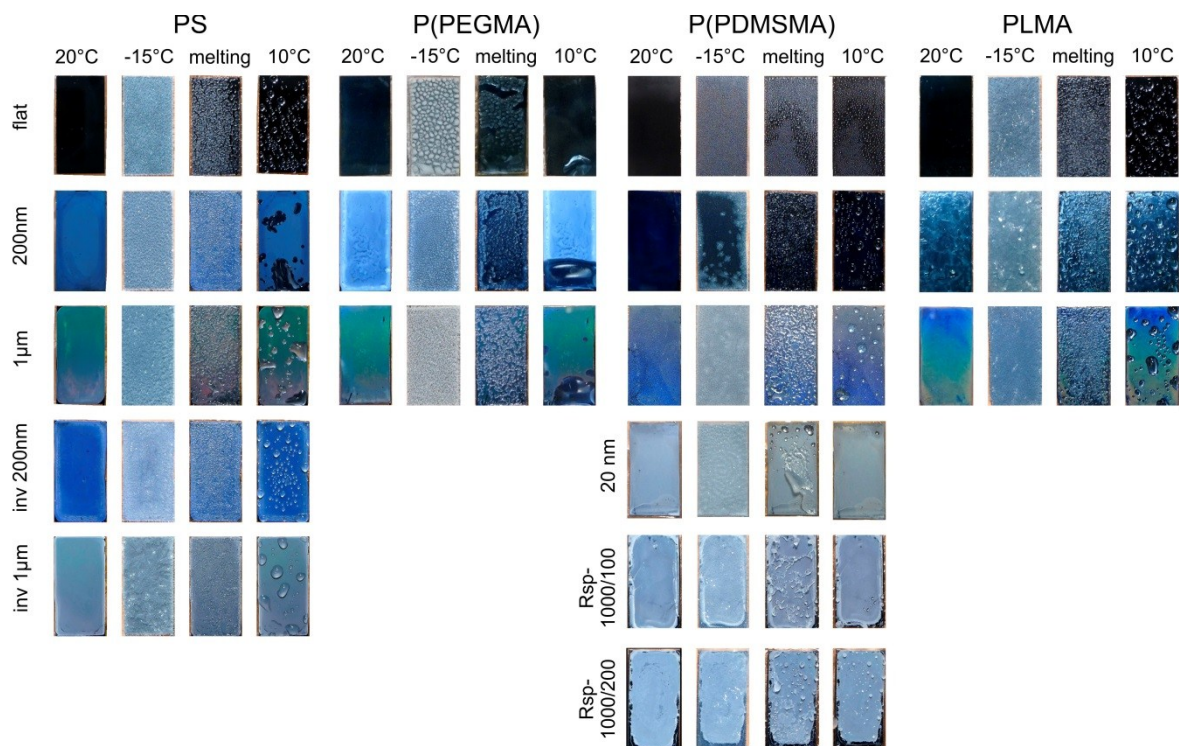 PS P(PEGMA) P(PDMSMA) PLMA
20°C -15°C melting 10°C 20°C -15°C melting 10°C 20°C -15°C melting 10°C 20°C -15°C melting 10°C
flat
200nm
1µm
inv 200nm
20 nm
inv 1µm
Rsp-
1000/100
Rsp-
1000/200